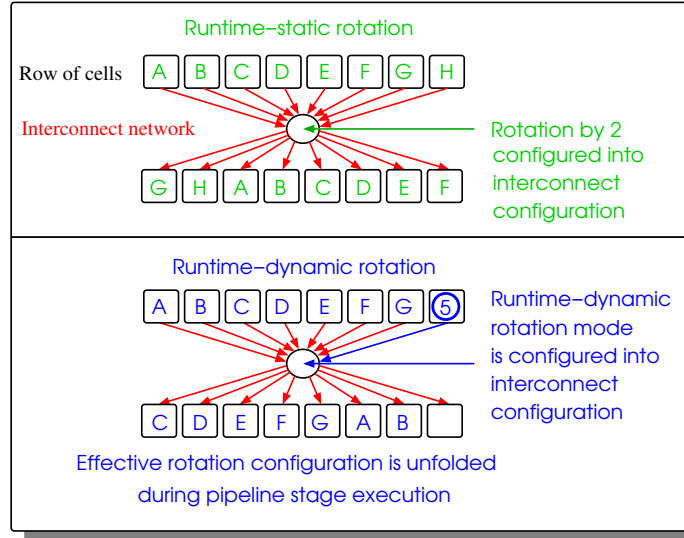 Runtime–static rotation
Row of cells A B C D E F G H
Interconnect network
Rotation by 2
configured into
interconnect
configuration
G H A B C D E F
Runtime–dynamic rotation
A B C D E F G 5
Runtime–dynamic
rotation mode
is configured into
interconnect
configuration
C D E F G A B
Effective rotation configuration is unfolded
during pipeline stage execution